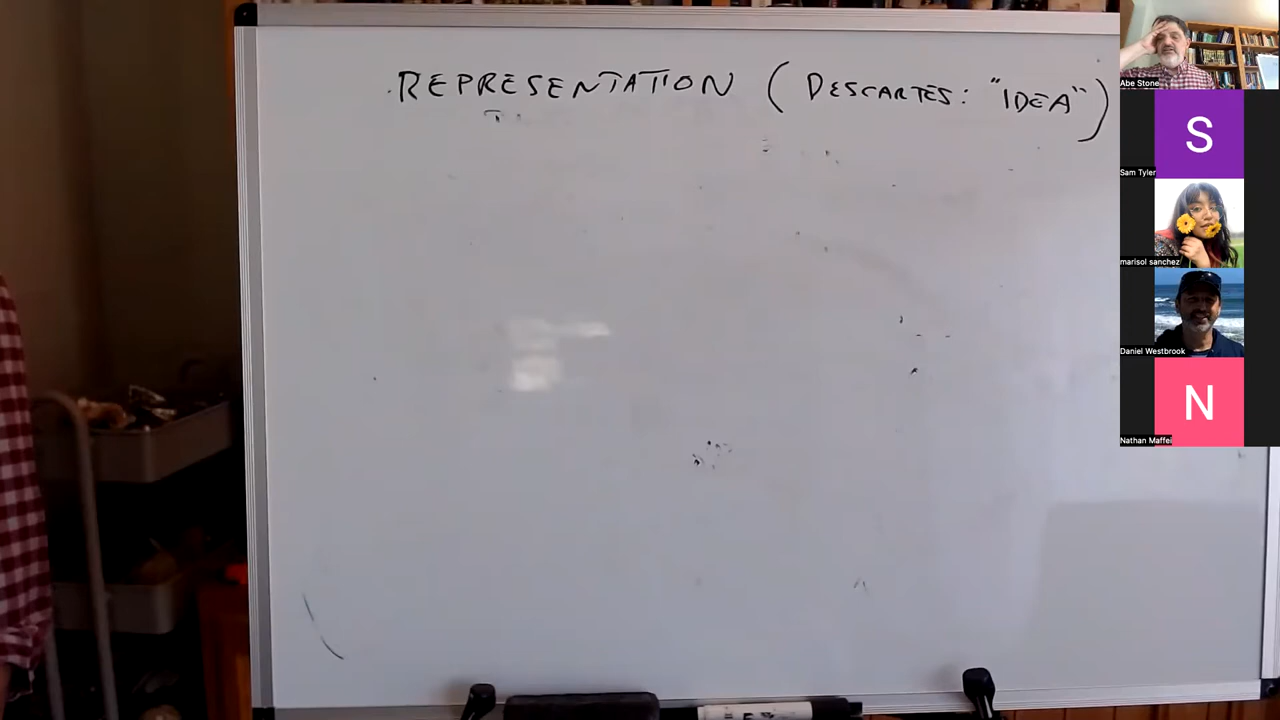 REPRESENTATION (DESCARTES: "IDEA")
Abe Stone
S
Sam Tyler
marisol sanchez
Daniel Westbrook
N
Nathan Maffei